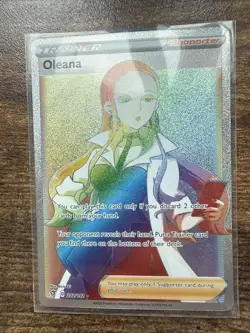 TRAINER Supporter
Oleana
You can play this card only if you discard 2 other
cards from your hand.
Your opponent reveals their hand. Put a Trainer card
you find there on the bottom of their deck.
You may play only 1 Supporter card during